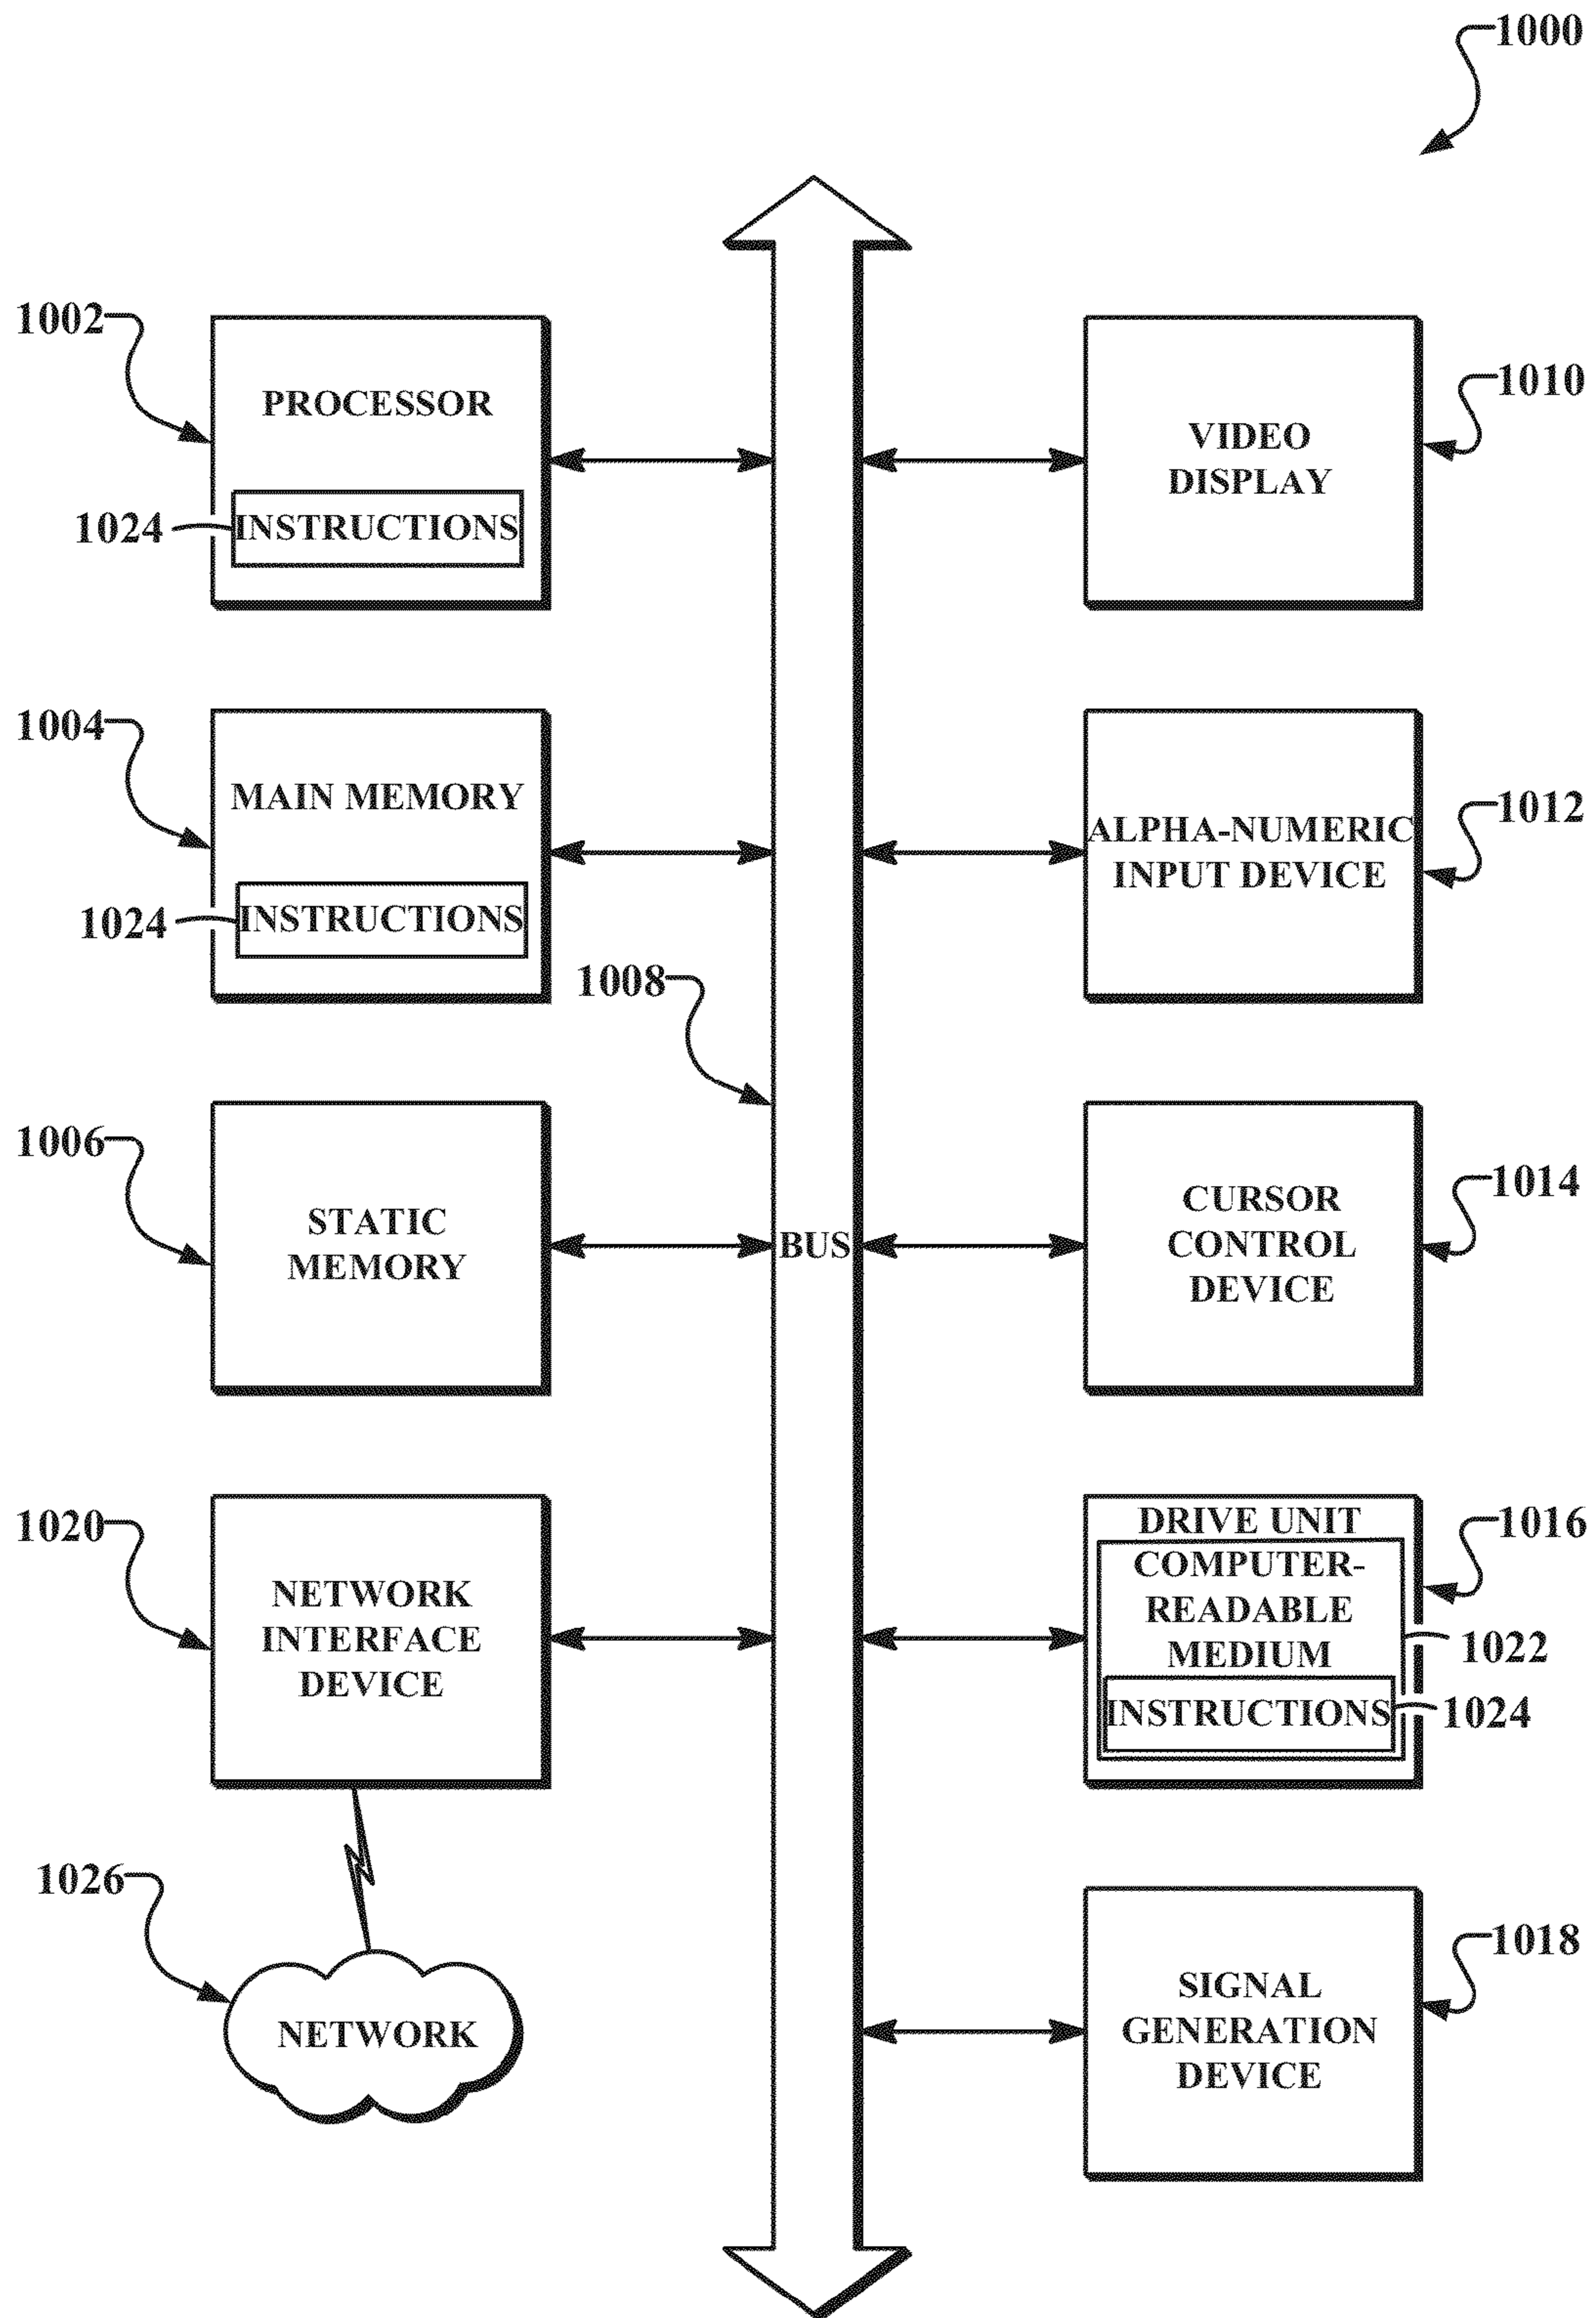 1000
1002
PROCESSOR
1024
INSTRUCTIONS
1004
MAIN MEMORY
1024
INSTRUCTIONS
1008
1006
STATIC
MEMORY
1020
NETWORK
INTERFACE
DEVICE
1026
NETWORK
BUS
VIDEO
DISPLAY
1010
ALPHA-NUMERIC
INPUT DEVICE
1012
CURSOR
CONTROL
DEVICE
1014
DRIVE UNIT
1016
COMPUTER-
READABLE
MEDIUM
1022
INSTRUCTIONS
1024
SIGNAL
GENERATION
DEVICE
1018